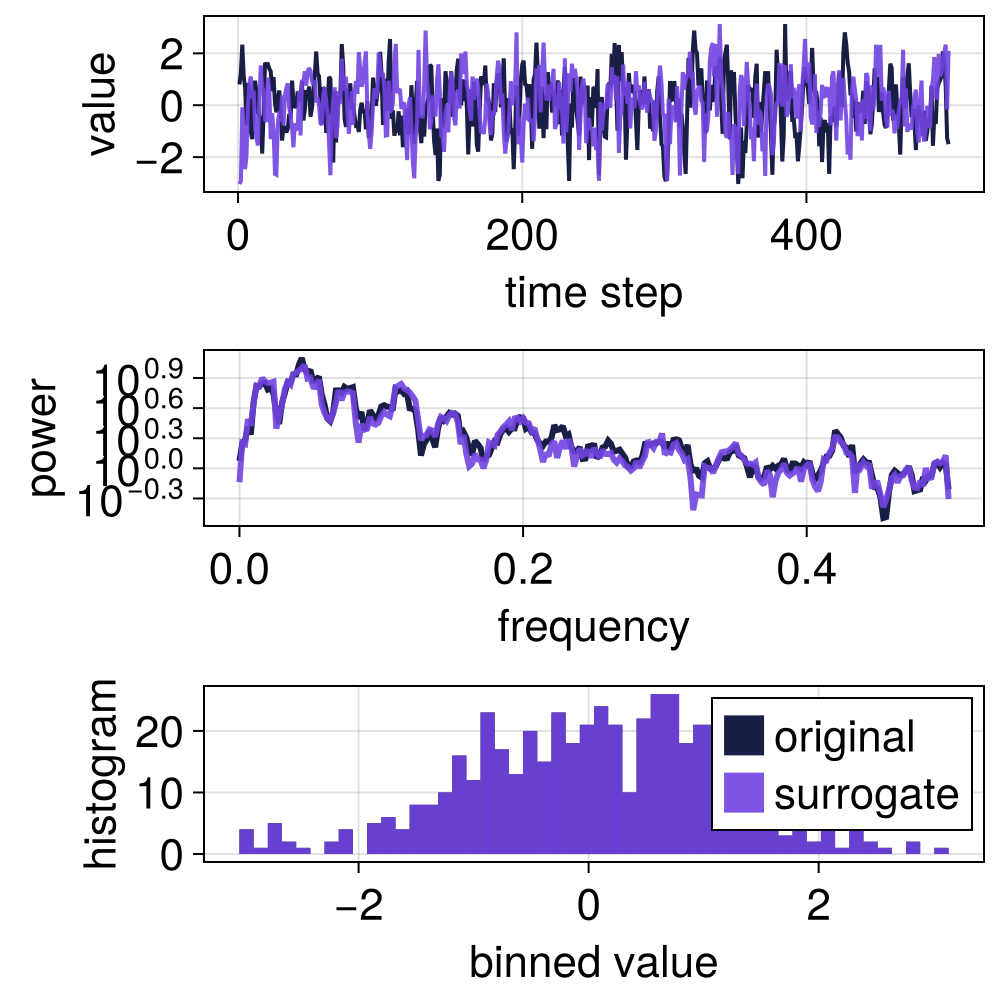 value
2
0
−2
0
200
400
time step
power
10^0.9
10^0.6
10^0.3
10^0.0
10^−0.3
0.0
0.2
0.4
frequency
histogram
20
10
0
original
surrogate
−2
0
2
binned value